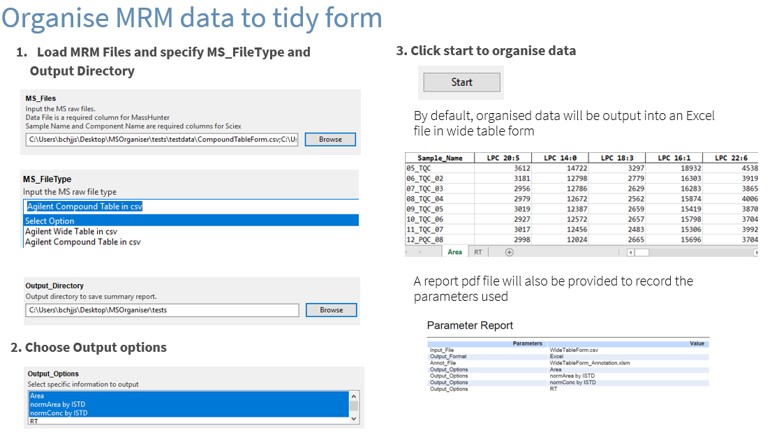 Organise MRM data to tidy form
1. Load MRM Files and specify MS_FileType and
Output Directory
MS_Files
Input the MS raw files.
Data File is a required column for MassHunter
Sample Name and Component Name are required columns for Sciex
C:\Users\bchjjs\Desktop\MSOrganiser\tests\testdata\CompoundTableForm.csv;C:\U
Browse
MS_FileType
Input the MS raw file type
Agilent Compound Table in csv
Select Option
Agilent Wide Table in csv
Agilent Compound Table in csv
Output_Directory
Output directory to save summary report.
C:\Users\bchjjs\Desktop\MSOrganiser\tests
Browse
2. Choose Output options
Output_Options
Select specific information to output
Area
normArea by ISTD
normConc by ISTD
RT
3. Click start to organise data
Start
By default, organised data will be output into an Excel
file in wide table form
Sample_Name LPC 20:5 LPC 14:0 LPC 18:3 LPC 16:1 LPC 22:6
05_TQC 3612 14722 3297 18932 4538
06_TQC_02 3181 12798 2779 16303 3919
07_TQC_03 2956 12786 2629 16283 3865
08_TQC_04 2979 12672 2562 15874 4006
09_TQC_05 3019 12387 2659 15419 3870
10_TQC_06 2927 12572 2657 15798 3704
11_TQC_07 3017 12456 2483 15306 3992
12_PQC_08 2998 12024 2665 15696 3704
Area RT
A report pdf file will also be provided to record the
parameters used
Parameter Report
Parameters Value
Input_File WideTableForm.csv
Output_Format Excel
Annot_File WideTableForm_Annotation.xlsm
Output_Options Area
Output_Options normArea by ISTD
Output_Options normConc by ISTD
Output_Options RT